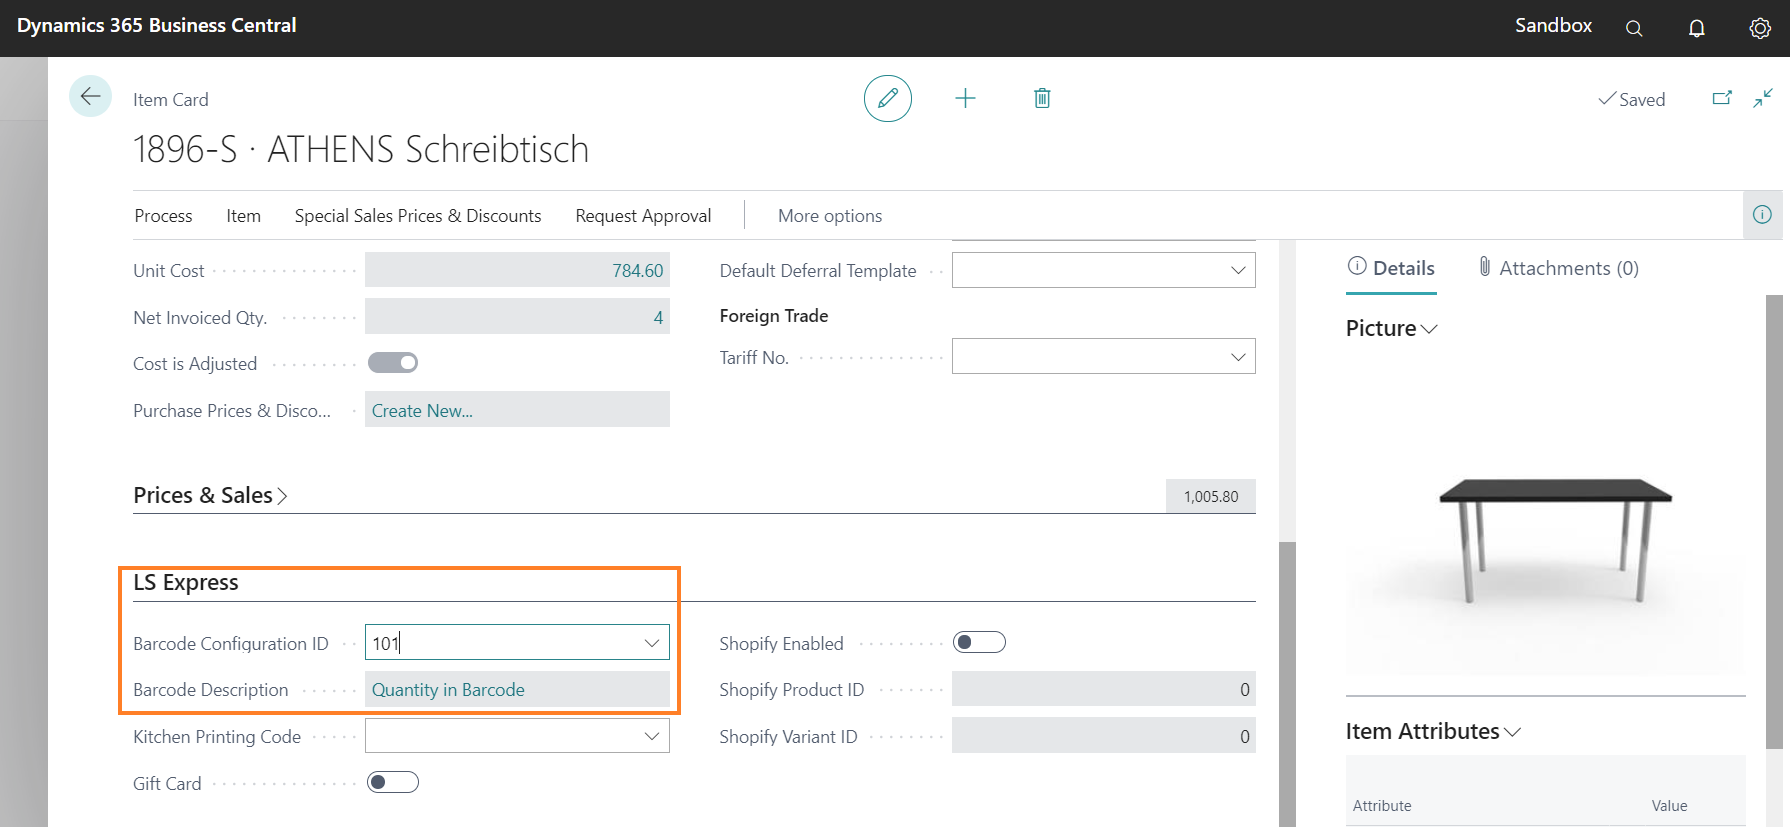 Dynamics 365 Business Central
Sandbox
Item Card
Saved
1896-S · ATHENS Schreibtisch
Process Item Special Sales Prices & Discounts Request Approval More options
Unit Cost 784.60
Net Invoiced Qty. 4
Cost is Adjusted
Purchase Prices & Disco... Create New...
Default Deferral Template
Foreign Trade
Tariff No.
Prices & Sales 1,005.80
LS Express
Barcode Configuration ID 101
Barcode Description Quantity in Barcode
Kitchen Printing Code
Gift Card
Shopify Enabled
Shopify Product ID 0
Shopify Variant ID 0
Details Attachments (0)
Picture
Item Attributes
Attribute Value